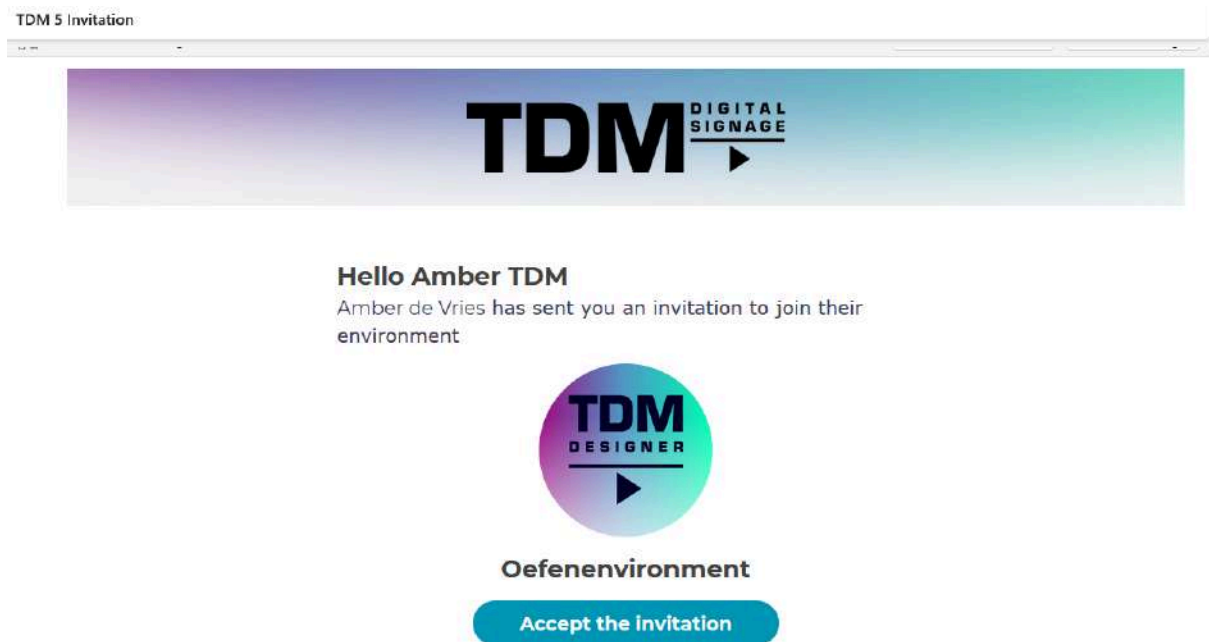 TDM 5 Invitation
TDM DIGITAL
SIGNAGE
Hello Amber TDM
Amber de Vries has sent you an invitation to join their
environment
TDM
DESIGNER
Oefenenvironment
Accept the invitation